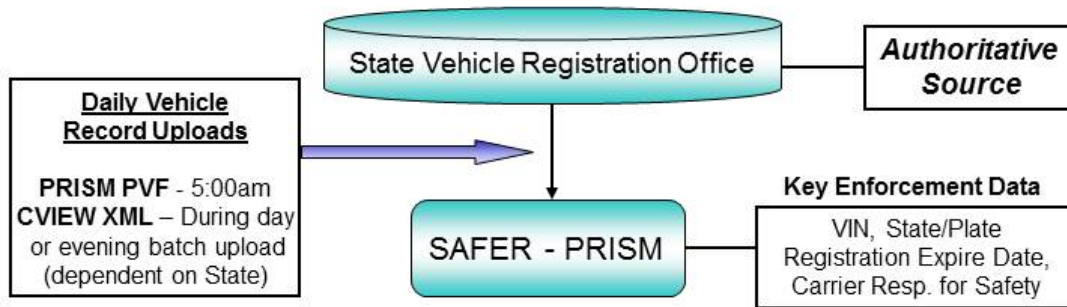 State Vehicle Registration Office
Authoritative
Source
Daily Vehicle
Record Uploads
PRISM PVF - 5:00am
CVIEW XML – During day
or evening batch upload
(dependent on State)
SAFER - PRISM
Key Enforcement Data
VIN, State/Plate
Registration Expire Date,
Carrier Resp. for Safety